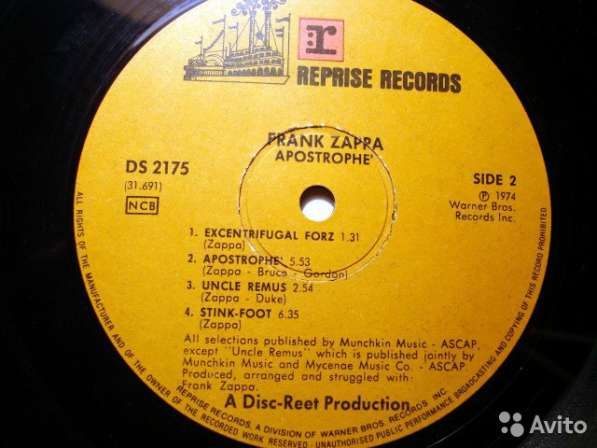 r
REPRISE RECORDS
FRANK ZAPPA
APOSTROPHE'
DS 2175
(31.691)
NCB
SIDE 2
Ⓟ 1974
Warner Bros.
Records Inc.
1. EXCENTRIFUGAL FORZ 1.31
(Zappa)
2. APOSTROPHE' 5.53
(Zappa - Bruce - Gordon)
3. UNCLE REMUS 2.54
(Zappa - Duke)
4. STINK-FOOT 6.35
(Zappa)
All selections published by Munchkin Music - ASCAP,
except "Uncle Remus" which is published jointly by
Munchkin Music and Mycenae Music Co. - ASCAP.
Produced, arranged and struggled with-
Frank Zappa.
A Disc-Reet Production
REPRISE RECORDS, A DIVISION OF WARNER BROS. RECORDS INC.
ALL RIGHTS OF THE MANUFACTURER AND OF THE OWNER OF THE RECORDED WORK RESERVED - UNAUTHORISED PUBLIC PERFORMANCE BROADCASTING AND COPYING OF THIS RECORD PROHIBITED
Avito